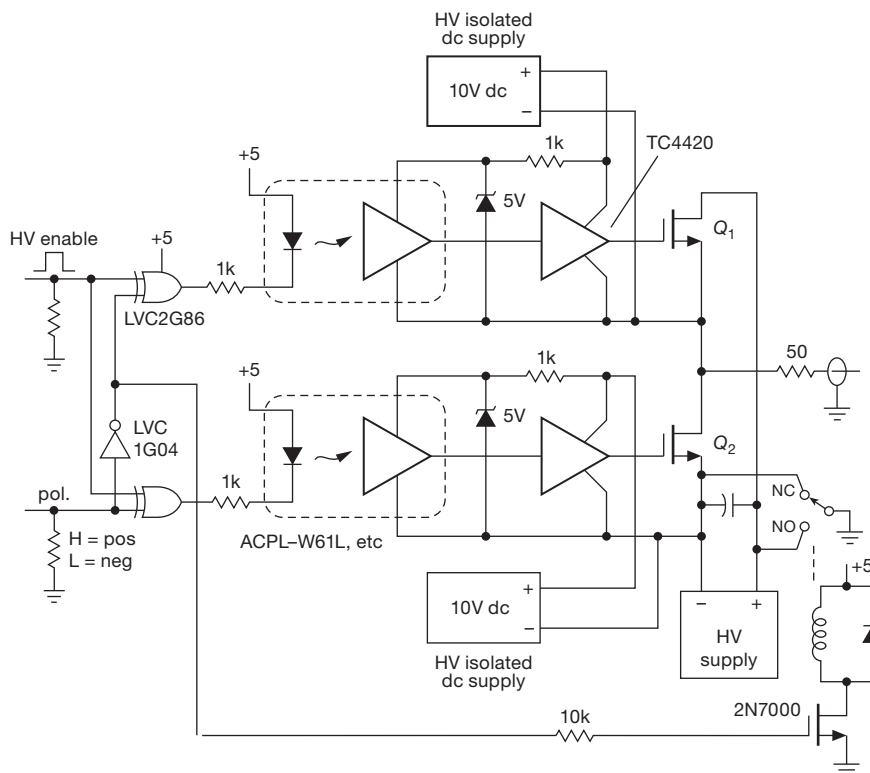 HV isolated
dc supply
10V dc
+
−
TC4420
1k
+5
5V
Q1
HV enable
+5
1k
LVC2G86
50
1k
+5
5V
LVC
1G04
Q2
1k
pol.
NC
H = pos
L = neg
ACPL–W61L, etc
NO
+5
10V dc
+
−
−
+
HV
supply
HV isolated
dc supply
2N7000
10k